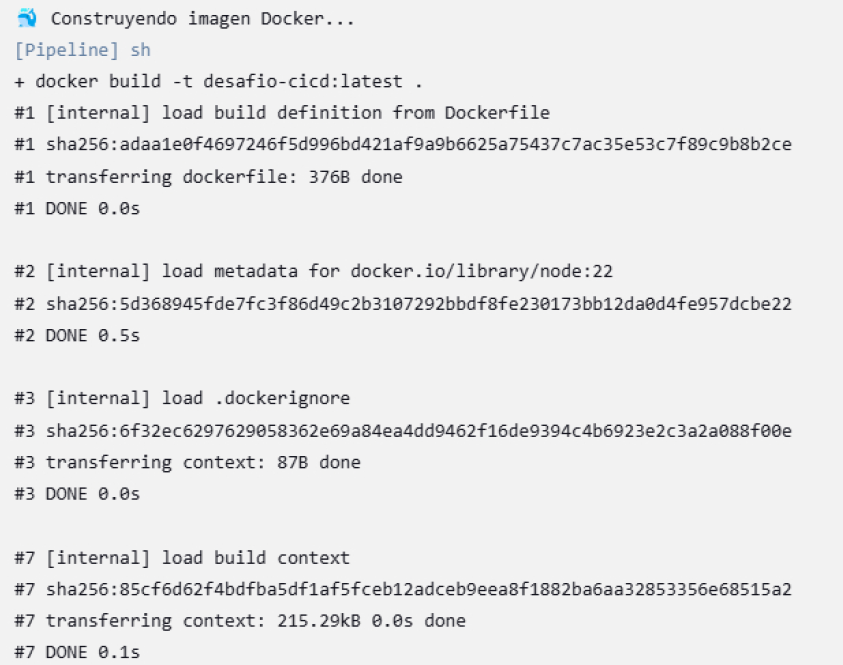 🐳 Construyendo imagen Docker...
[Pipeline] sh
+ docker build -t desafio-cicd:latest .
#1 [internal] load build definition from Dockerfile
#1 sha256:adaa1e0f4697246f5d996bd421af9a9b6625a75437c7ac35e53c7f89c9b8b2ce
#1 transferring dockerfile: 376B done
#1 DONE 0.0s
#2 [internal] load metadata for docker.io/library/node:22
#2 sha256:5d368945fde7fc3f86d49c2b3107292bbdf8fe230173bb12da0d4fe957dcbe22
#2 DONE 0.5s
#3 [internal] load .dockerignore
#3 sha256:6f32ec6297629058362e69a84ea4dd9462f16de9394c4b6923e2c3a2a088f00e
#3 transferring context: 87B done
#3 DONE 0.0s
#7 [internal] load build context
#7 sha256:85cf6d62f4bdfba5df1af5fceb12adceb9eea8f1882ba6aa32853356e68515a2
#7 transferring context: 215.29kB 0.0s done
#7 DONE 0.1s